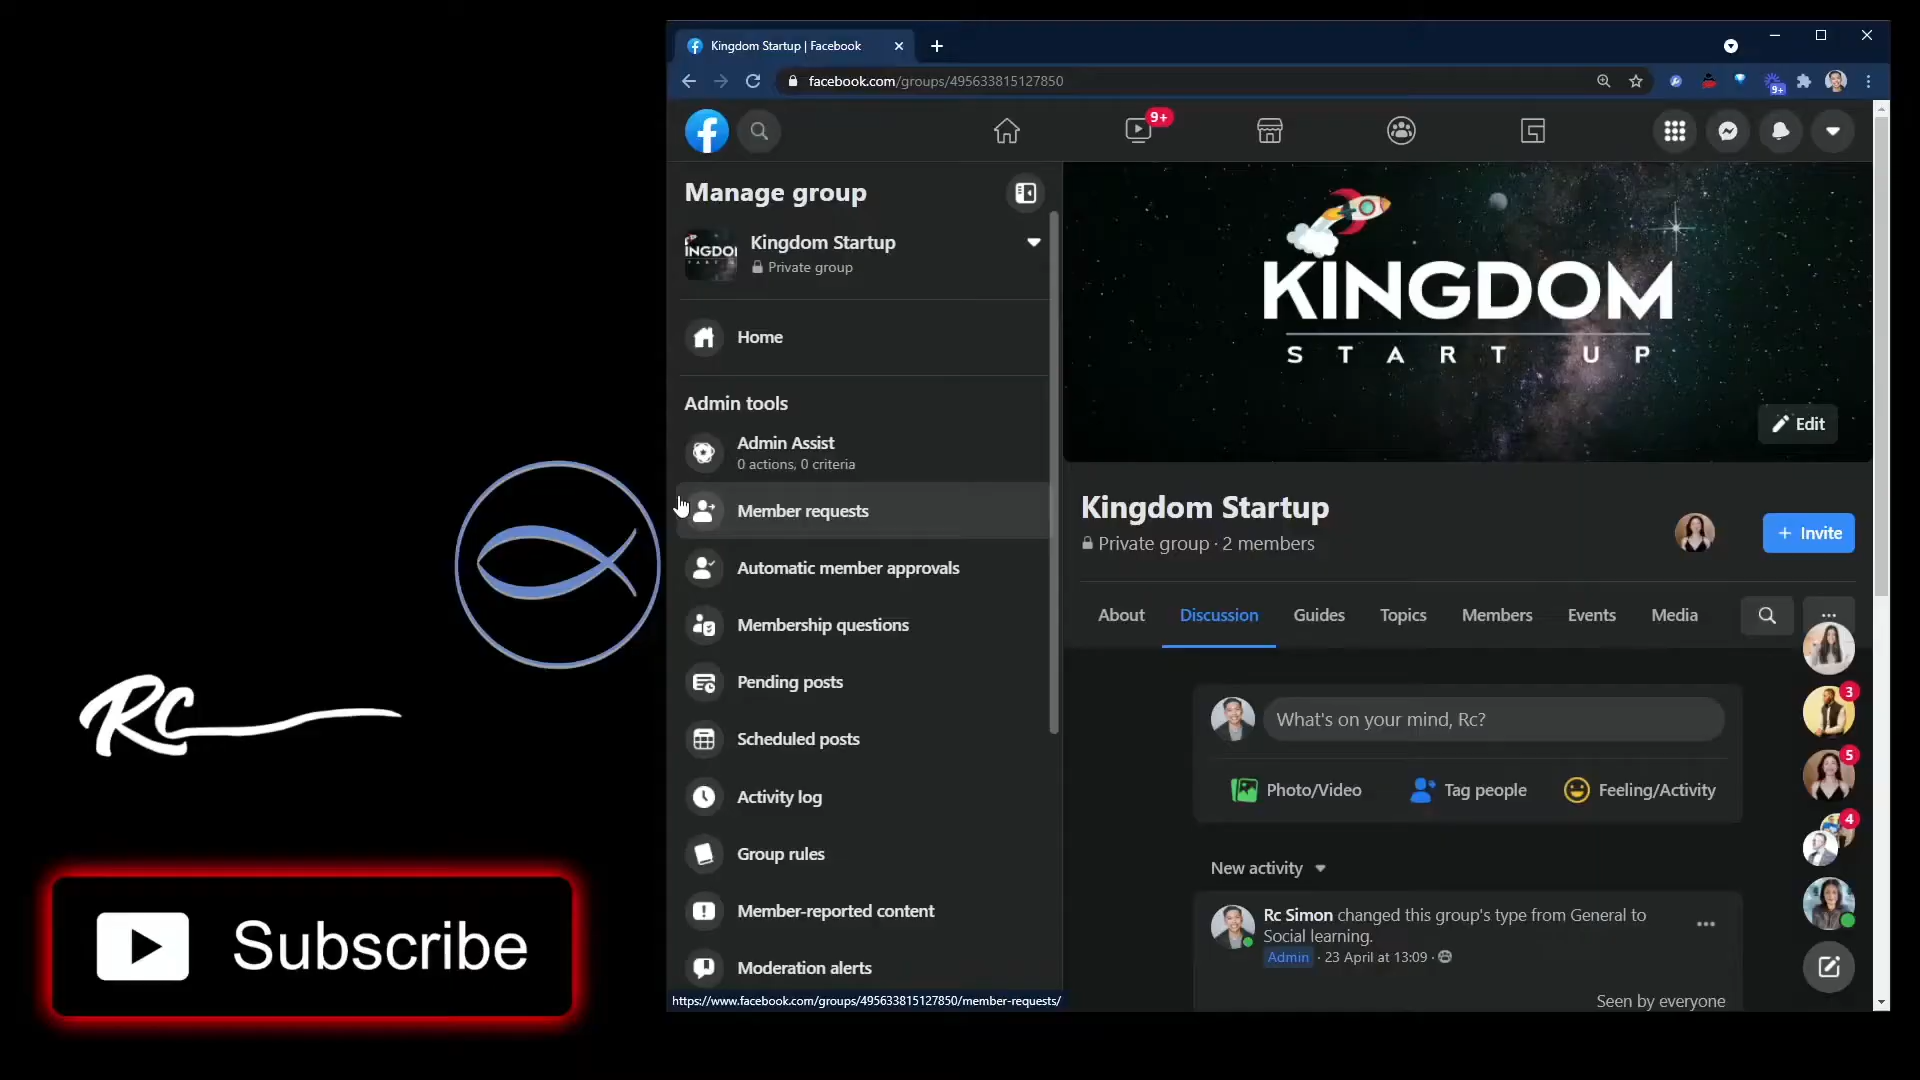 Kingdom Startup | Facebook
facebook.com/groups/495633815127850
9+
9+
Manage group
INGDOM
Kingdom Startup
Private group
Home
Admin tools
Admin Assist
0 actions, 0 criteria
Member requests
Automatic member approvals
Membership questions
Pending posts
Scheduled posts
Activity log
Group rules
Member-reported content
Moderation alerts
https://www.facebook.com/groups/495633815127850/member-requests/
KINGDOM
START UP
Edit
Kingdom Startup
Private group · 2 members
+ Invite
About Discussion Guides Topics Members Events Media
What's on your mind, Rc?
Photo/Video Tag people Feeling/Activity
New activity
Rc Simon changed this group's type from General to
Social learning.
Admin · 23 April at 13:09 ·
Seen by everyone
3
5
4
Rc
Subscribe